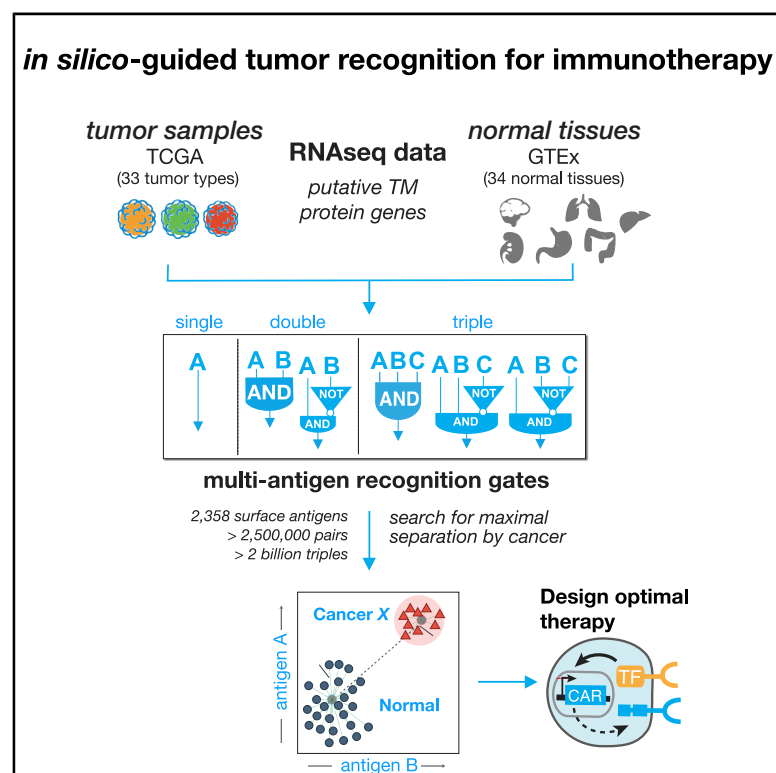 in silico-guided tumor recognition for immunotherapy
tumor samples
TCGA
(33 tumor types)
RNAseq data
putative TM
protein genes
normal tissues
GTEx
(34 normal tissues)
single
double
triple
A
A B
AND
A B
NOT
AND
A B C
AND
A B C
NOT
AND
A B C
NOT
AND
multi-antigen recognition gates
2,358 surface antigens
> 2,500,000 pairs
> 2 billion triples
search for maximal
separation by cancer
antigen A
Cancer X
Normal
antigen B
Design optimal
therapy
TF
CAR